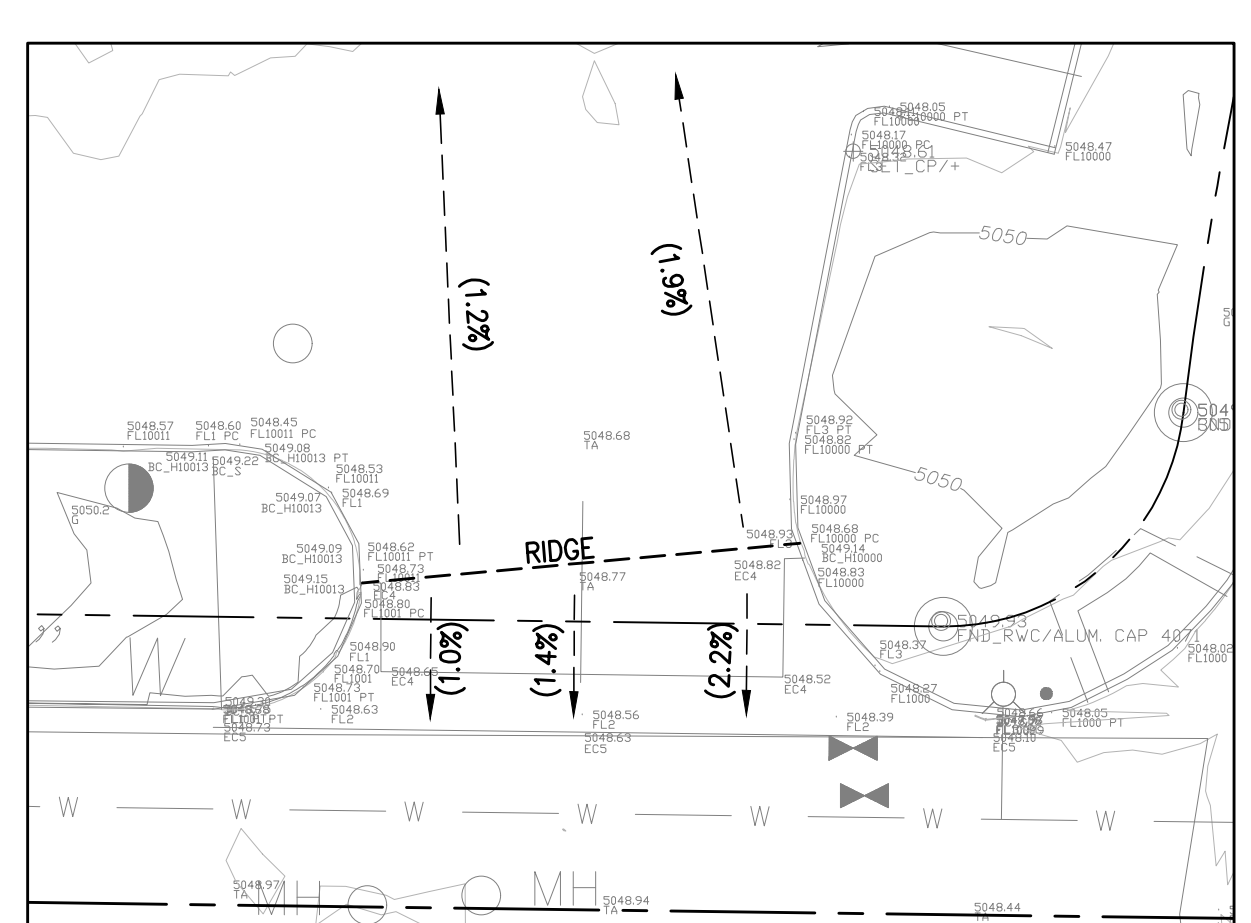 5048.05
FL10000 PT
FL10000
5048.17
FL10000 PC
5048.61
SET_CP/+
5048.47
FL10000
5050
(1.2%)
(1.9%)
5048.57
FL10011
5048.60
FL1 PC
5048.45
FL10011 PC
5049.11
BC_H10013
5049.22
BC_S
5049.08
BC_H10013 PT
5048.53
FL10011
5048.69
FL1
5049.07
BC_H10013
5050.2
G
5048.68
TA
5048.92
FL3 PT
5048.82
FL10000 PT
5050
5048.97
FL10000
5048.93
5048.68
FL10000 PC
5049.14
BC_H10000
RIDGE
5049.09
BC_H10013
5048.62
FL10011 PT
5048.73
5049.15
BC_H10013
5048.83
EC4
5048.80
FL1001 PC
5048.77
TA
5048.82
EC4
5048.83
FL10000
(1.0%)
(1.4%)
(2.2%)
5049.93
FND_RWC/ALUM. CAP 4071
5048.90
FL1
5048.70
FL1001
5048.65
EC4
5048.73
FL1001 PT
5048.63
FL2
5048.37
FL3
5048.27
FL1000
5048.52
EC4
5048.02
FL1000
5048.73
EC5
5048.56
FL2
5048.63
EC5
5048.39
FL2
5048.05
FL1000 PT
5048.10
EC5
W W W W W W W
5048.97
TA
MH
MH
5048.94
TA
5048.44
TA